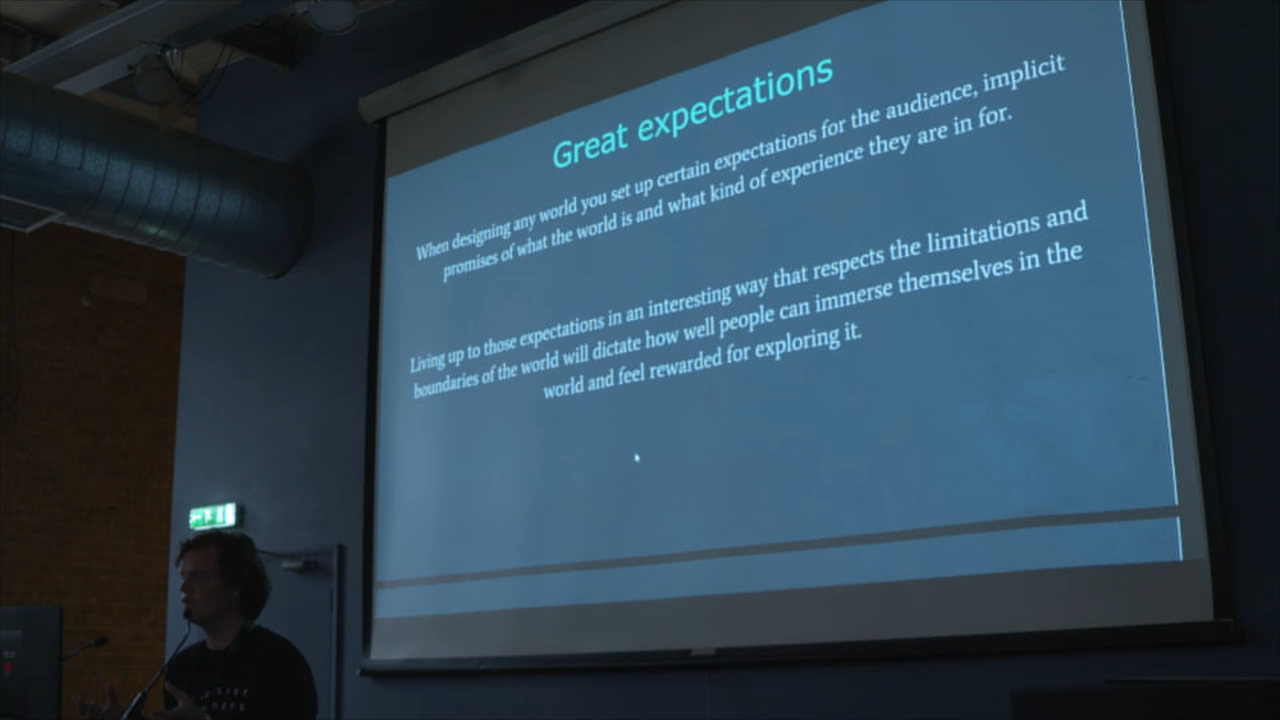 Great expectations
When designing any world you set up certain expectations for the audience, implicit
promises of what the world is and what kind of experience they are in for.
Living up to those expectations in an interesting way that respects the limitations and
boundaries of the world will dictate how well people can immerse themselves in the
world and feel rewarded for exploring it.